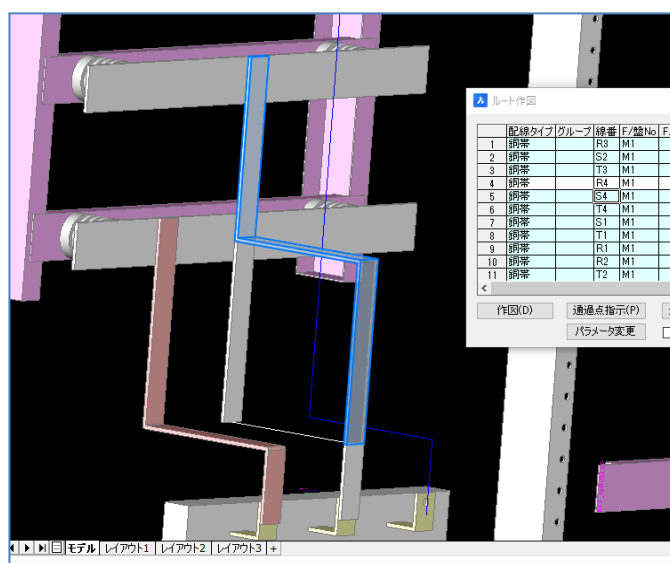 ルート作図
配線タイプ グループ 線番 F/盤No F.
1 銅帯 R3 M1
2 銅帯 S2 M1
3 銅帯 T3 M1
4 銅帯 R4 M1
5 銅帯 S4 M1
6 銅帯 T4 M1
7 銅帯 S1 M1
8 銅帯 T1 M1
9 銅帯 R1 M1
10 銅帯 R2 M1
11 銅帯 T2 M1
作図(D) 通過点指示(P)
パラメータ変更
モデル レイアウト1 レイアウト2 レイアウト3 +